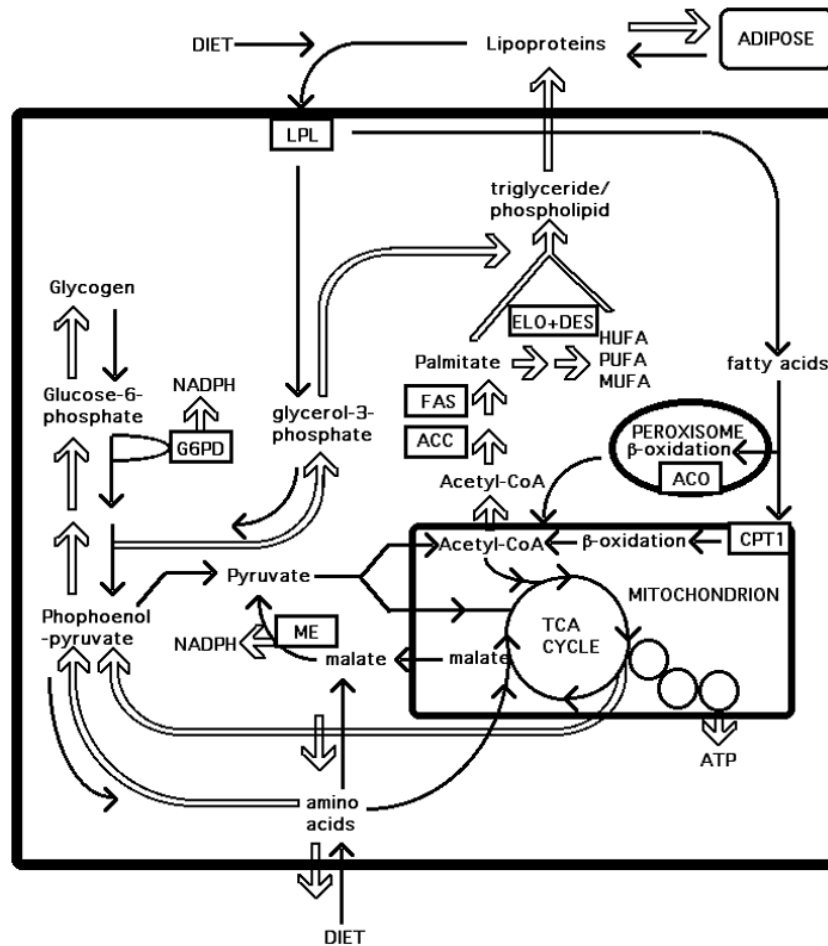 DIET
Lipoproteins
ADIPOSE
LPL
triglyceride/
phospholipid
Glycogen
ELO+DES
HUFA
PUFA
MUFA
Palmitate
fatty acids
NADPH
Glucose-6-
phosphate
glycerol-3-
phosphate
FAS
G6PD
ACC
PEROXISOME
β-oxidation
ACO
Acetyl-CoA
Acetyl-CoA
β-oxidation
CPT1
Pyruvate
MITOCHONDRION
Phophoenol
-pyruvate
TCA
CYCLE
ME
NADPH
malate
malate
ATP
amino
acids
DIET